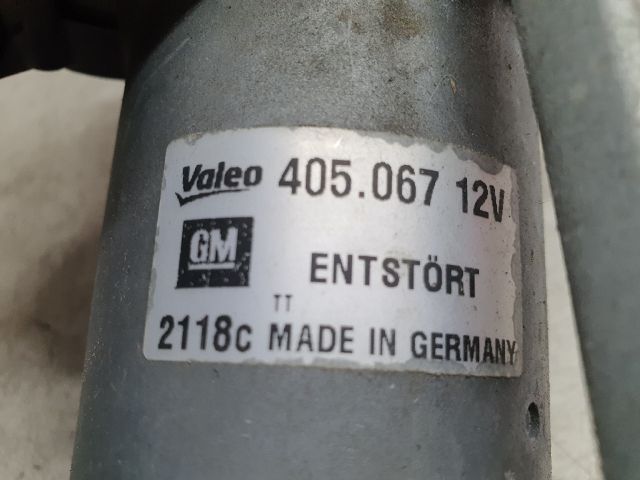 Valeo 405.067 12V
GM ENTSTÖRT
TT
2118c MADE IN GERMANY